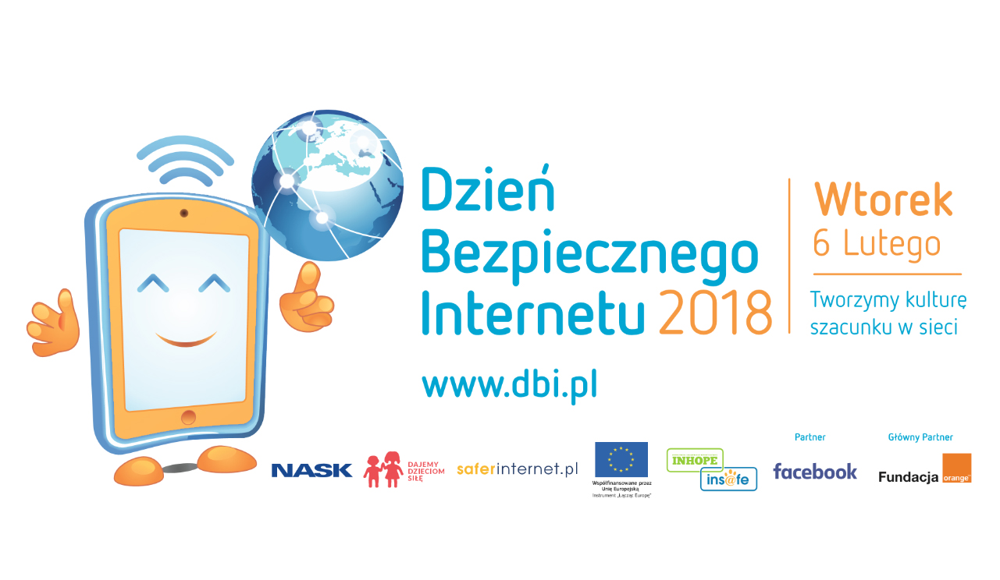 Dzień
Bezpiecznego
Internetu 2018
www.dbi.pl
Wtorek
6 Lutego
Tworzymy kulturę
szacunku w sieci
NASK
DAJEMY
DZIECIOM
SIŁĘ
saferinternet.pl
Współfinansowane przez
Unię Europejską
Instrument „Łącząc Europę"
INHOPE
ins@fe
Partner
facebook
Główny Partner
Fundacja
orange™